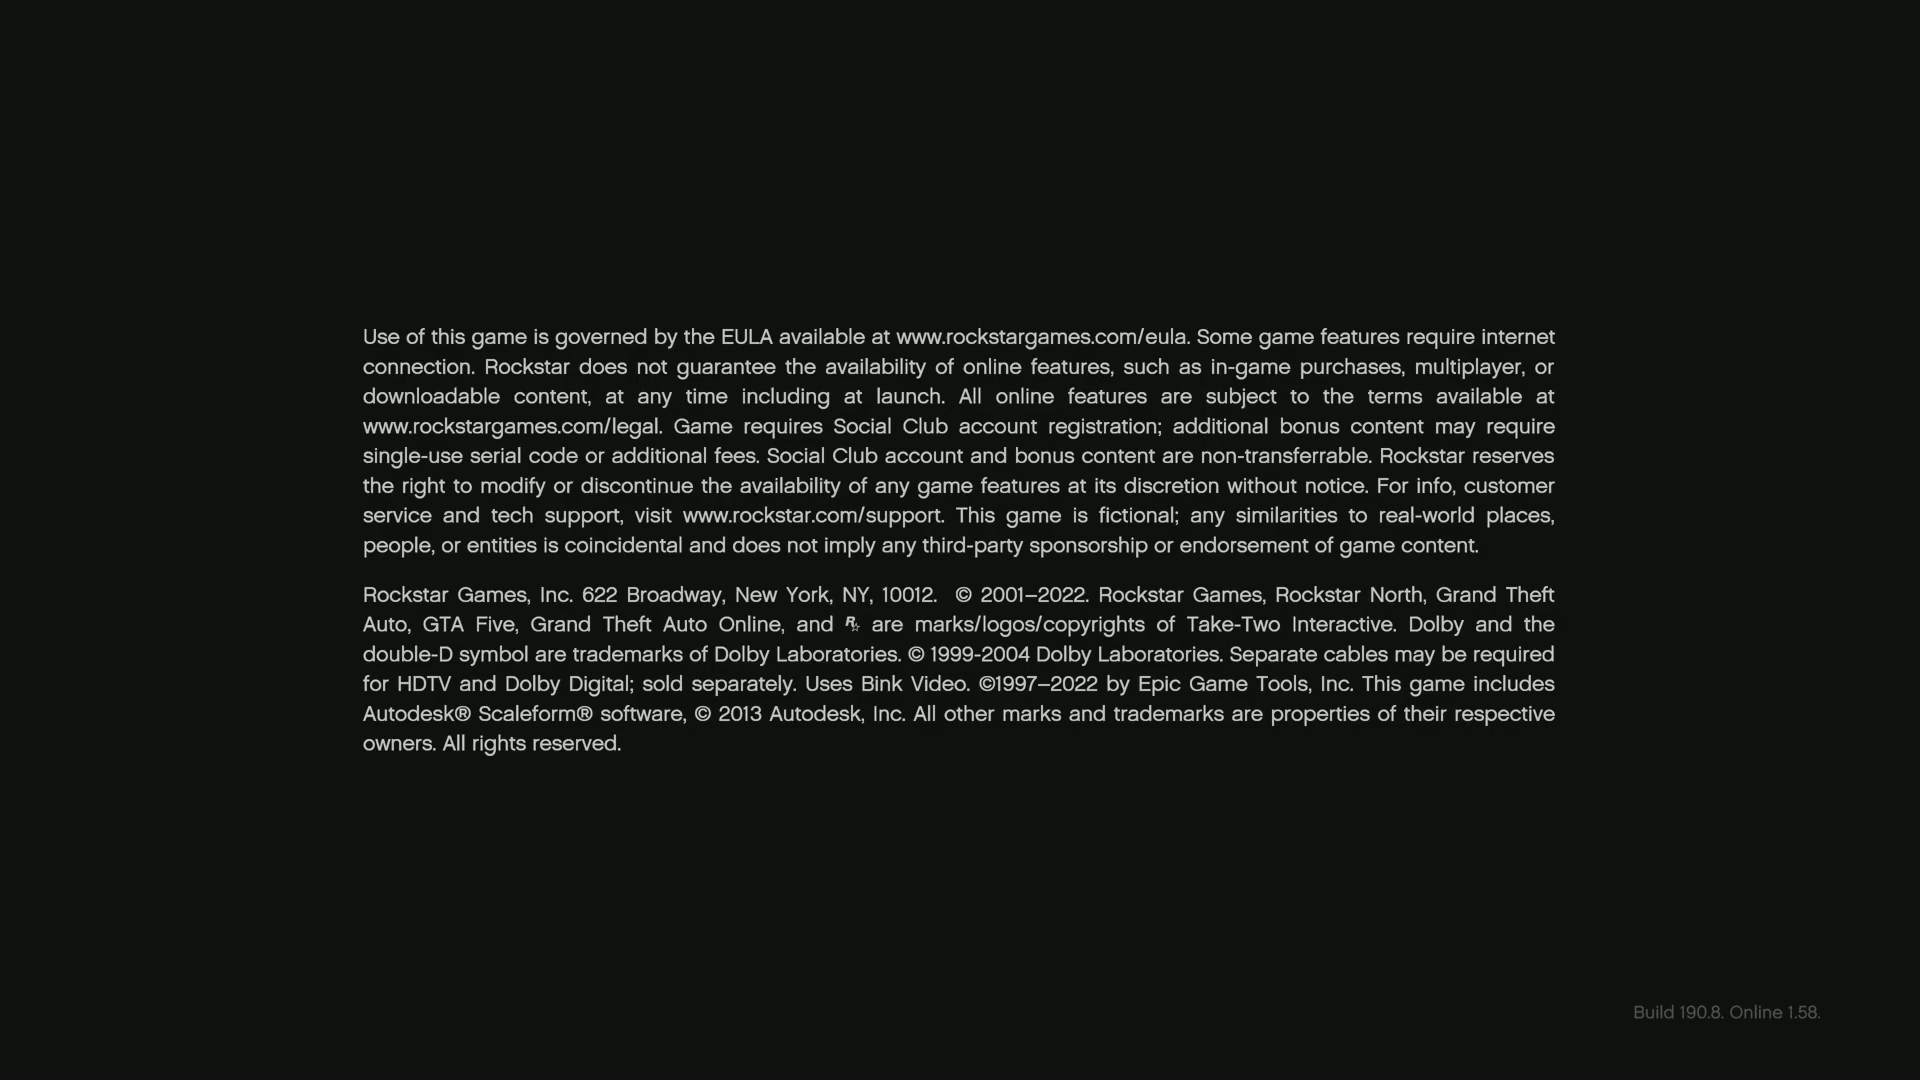 Use of this game is governed by the EULA available at www.rockstargames.com/eula. Some game features require internet
connection. Rockstar does not guarantee the availability of online features, such as in-game purchases, multiplayer, or
downloadable content, at any time including at launch. All online features are subject to the terms available at
www.rockstargames.com/legal. Game requires Social Club account registration; additional bonus content may require
single-use serial code or additional fees. Social Club account and bonus content are non-transferrable. Rockstar reserves
the right to modify or discontinue the availability of any game features at its discretion without notice. For info, customer
service and tech support, visit www.rockstar.com/support. This game is fictional; any similarities to real-world places,
people, or entities is coincidental and does not imply any third-party sponsorship or endorsement of game content.
Rockstar Games, Inc. 622 Broadway, New York, NY, 10012. © 2001–2022. Rockstar Games, Rockstar North, Grand Theft
Auto, GTA Five, Grand Theft Auto Online, and R☆ are marks/logos/copyrights of Take-Two Interactive. Dolby and the
double-D symbol are trademarks of Dolby Laboratories. © 1999-2004 Dolby Laboratories. Separate cables may be required
for HDTV and Dolby Digital; sold separately. Uses Bink Video. ©1997–2022 by Epic Game Tools, Inc. This game includes
Autodesk® Scaleform® software, © 2013 Autodesk, Inc. All other marks and trademarks are properties of their respective
owners. All rights reserved.
Build 190.8. Online 1.58.